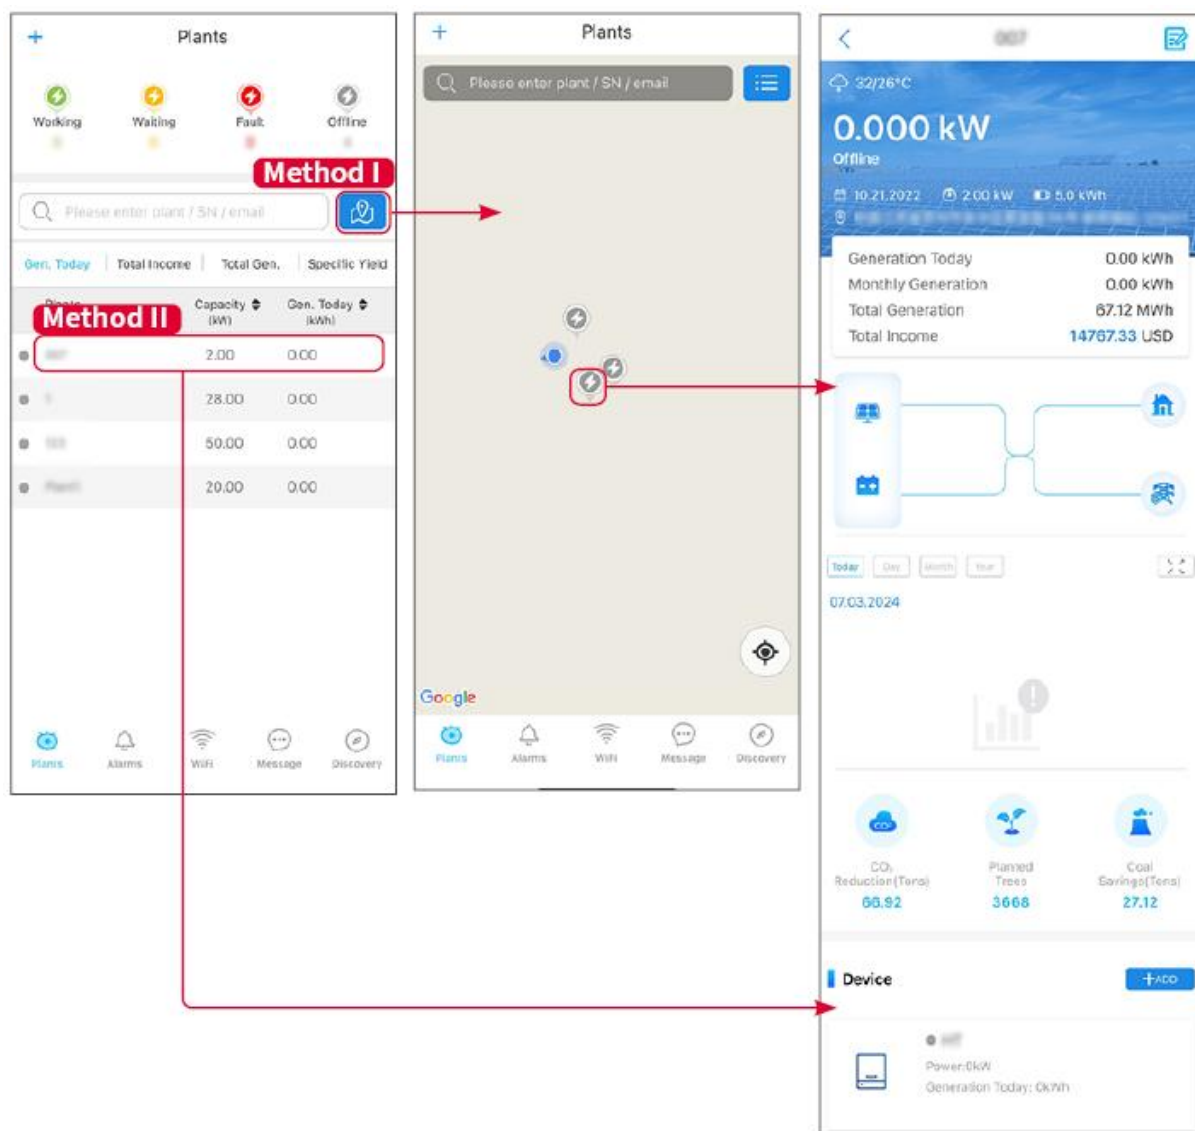 Plants
Working
Waiting
Fault
Offline
Method I
Please enter plant / SN / email
Gen. Today
Total Income
Total Gen.
Specific Yield
Capacity
(kW)
Gen. Today
(kWh)
Method II
2.00 0.00
28.00 0.00
50.00 0.00
20.00 0.00
Plants
Alarms
WiFi
Message
Discovery
Plants
Please enter plant / SN / email
Google
Plants
Alarms
WiFi
Message
Discovery
007
32/26°C
0.000 kW
Offline
10.21.2022 2.00 kW 5.0 kWh
Generation Today 0.00 kWh
Monthly Generation 0.00 kWh
Total Generation 67.12 MWh
Total Income 14767.33 USD
Today
Day
Month
Year
07.03.2024
CO₂
Reduction(Tons)
66.92
Planted
Trees
3668
Coal
Savings(Tons)
27.12
Device
+ADD
Power:0kW
Generation Today: 0kWh